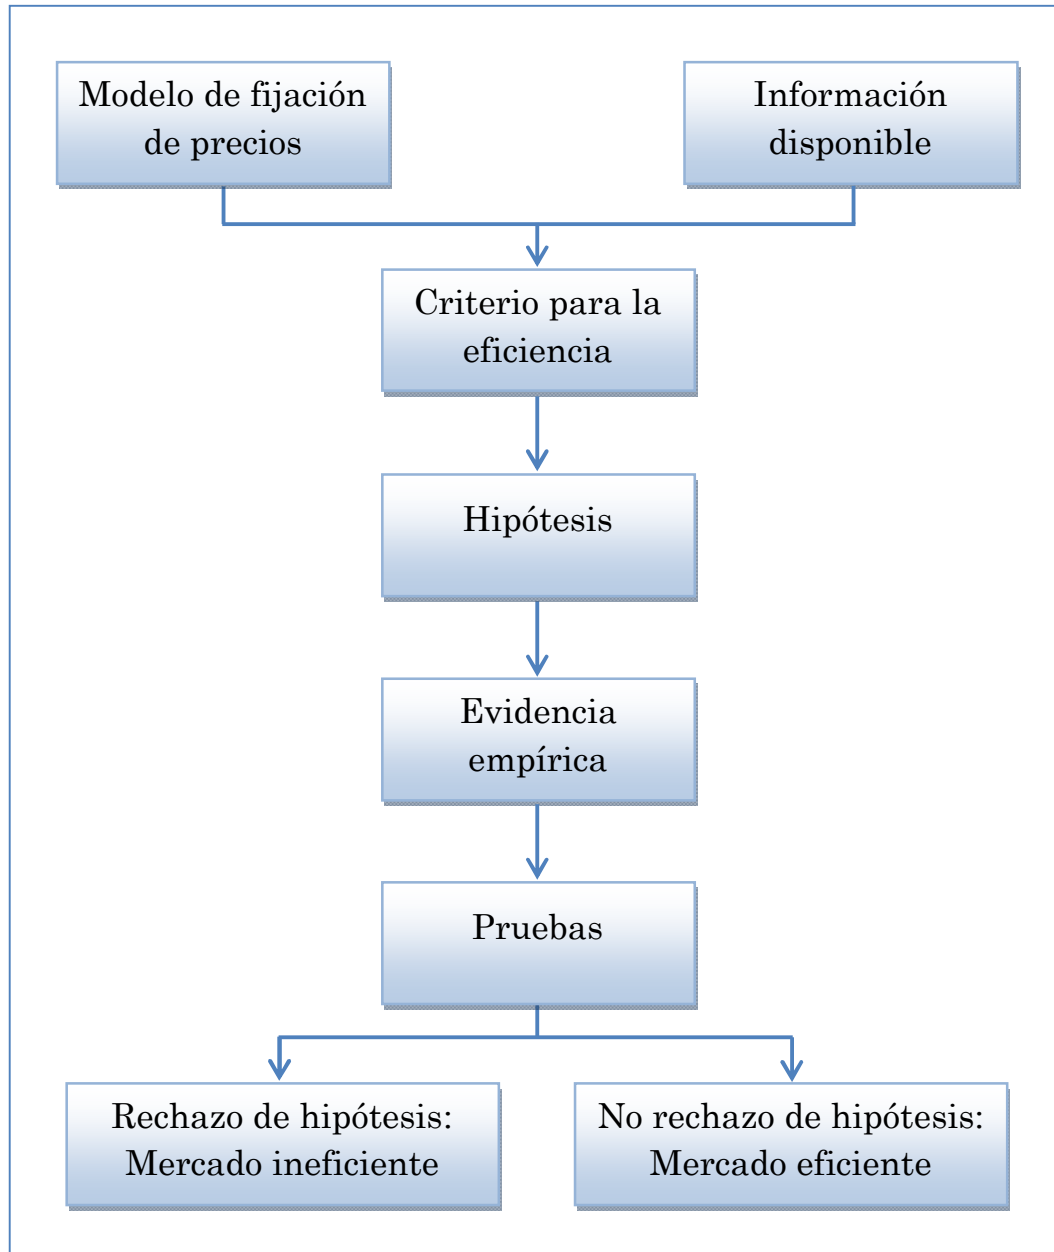 Modelo de fijación
de precios
Información
disponible
Criterio para la
eficiencia
Hipótesis
Evidencia
empírica
Pruebas
Rechazo de hipótesis:
Mercado ineficiente
No rechazo de hipótesis:
Mercado eficiente